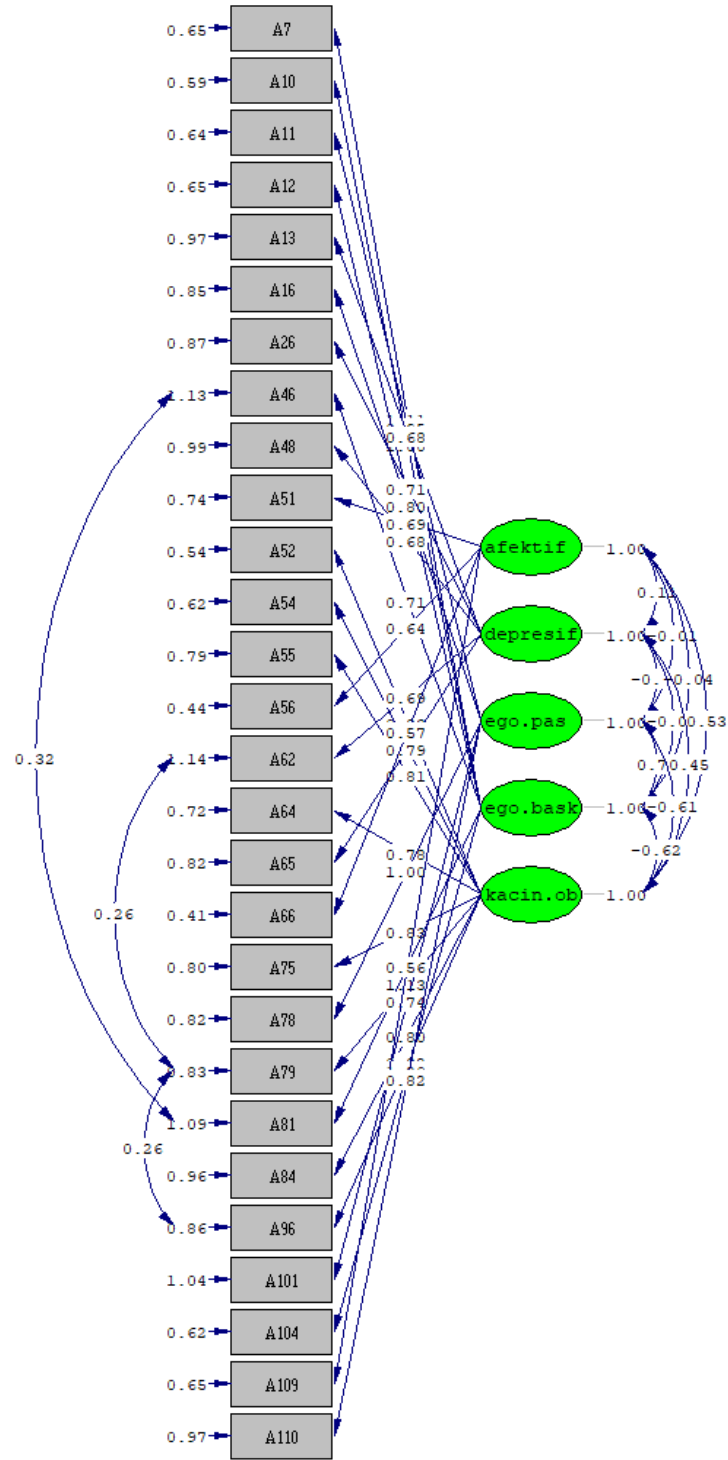 0.65 A7
0.59 A10
0.64 A11
0.65 A12
0.97 A13
0.85 A16
0.87 A26
1.13 A46
0.68
0.99 A48
0.71
0.74 A51
0.80
0.69
0.54 A52
0.68
afektif 1.00
0.62 A54
0.11
0.71
0.64
depresif 1.00 -0.01
0.79 A55
-0.04
0.44 A56
0.69
ego.pas 1.00
0.53
0.57
0.32
1.14 A62
0.79
0.45
0.81
0.72 A64
ego.bask 1.00 -0.61
0.82 A65
0.78
-0.62
1.00
kacin.ob 1.00
0.26
0.41 A66
0.83
0.80 A75
0.56
1.13
0.74
0.82 A78
0.80
0.83 A79
0.82
1.09 A81
0.26
0.96 A84
0.86 A96
1.04 A101
0.62 A104
0.65 A109
0.97 A110